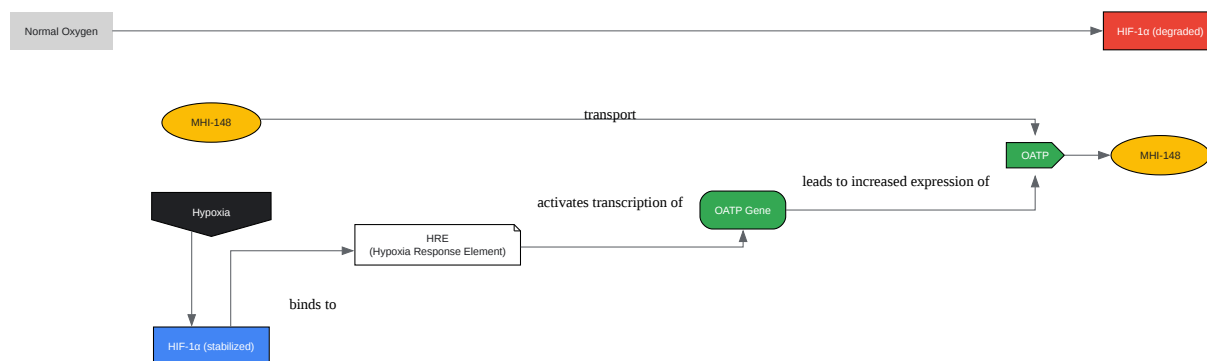 Normal Oxygen
HIF-1α (degraded)
transport
MHI-148
OATP
MHI-148
leads to increased expression of
activates transcription of
Hypoxia
OATP Gene
HRE
(Hypoxia Response Element)
binds to
HIF-1α (stabilized)